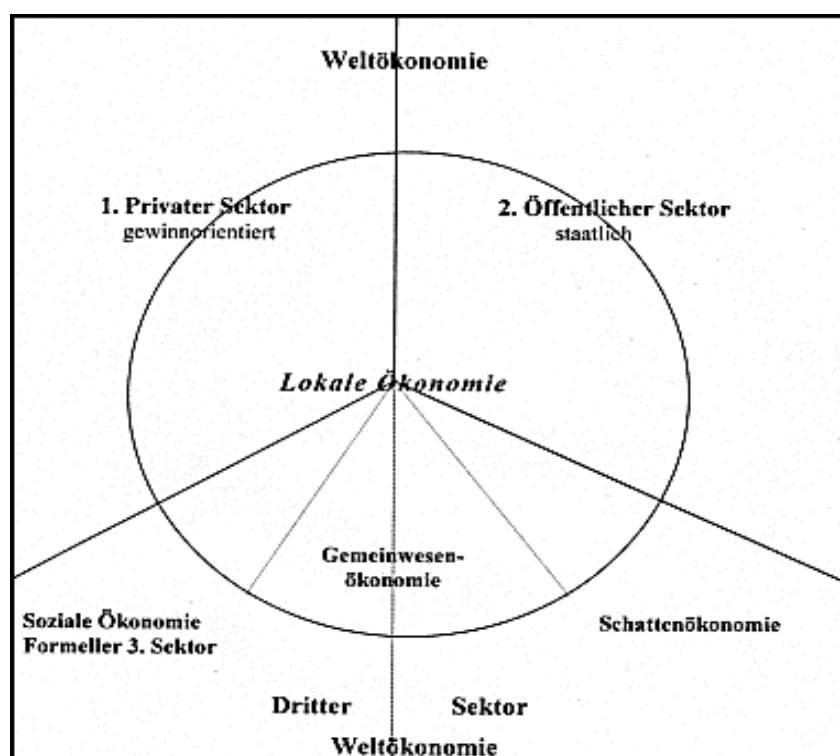 Weltökonomie
1. Privater Sektor
gewinnorientiert
2. Öffentlicher Sektor
staatlich
Lokale Ökonomie
Gemeinwesen-
ökonomie
Soziale Ökonomie
Formeller 3. Sektor
Schattenökonomie
Dritter Sektor
Weltökonomie